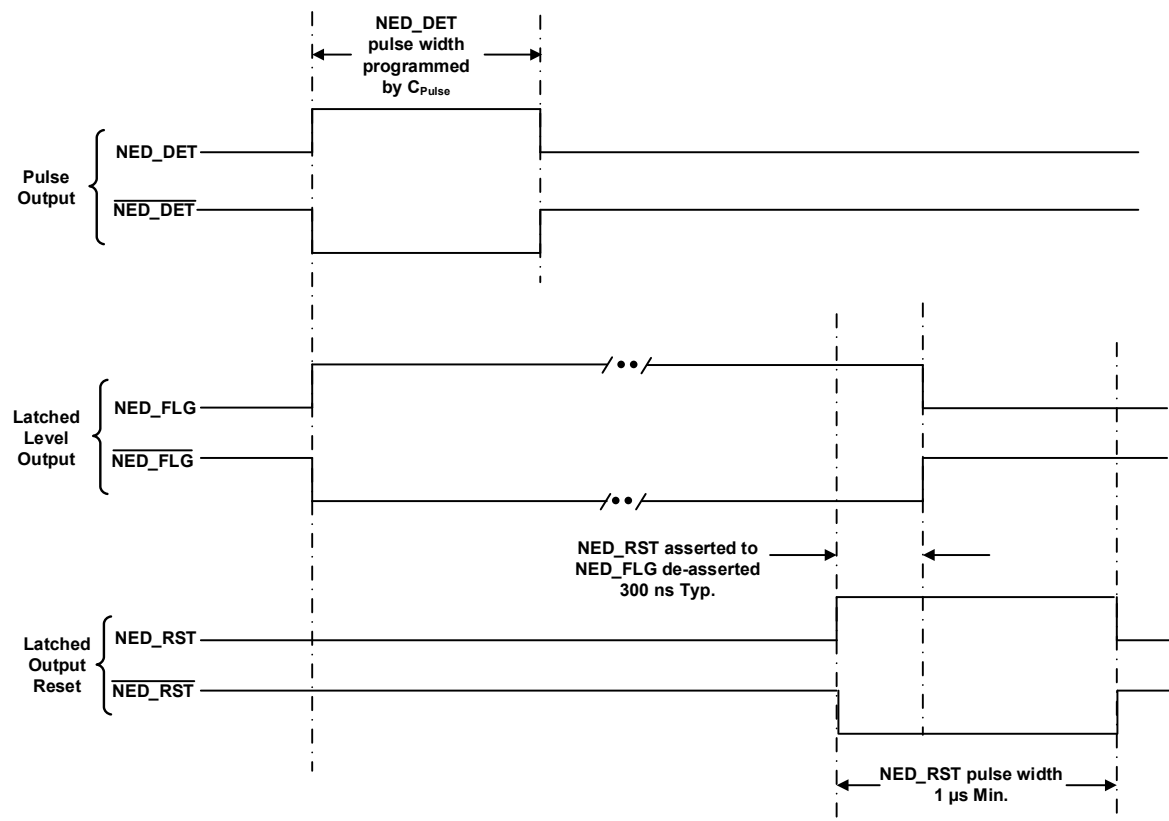 NED_DET
pulse width
programmed
by CPulse
Pulse
Output
NED_DET
NED_DET
Latched
Level
Output
NED_FLG
NED_FLG
NED_RST asserted to
NED_FLG de-asserted
300 ns Typ.
Latched
Output
Reset
NED_RST
NED_RST
NED_RST pulse width
1 µs Min.